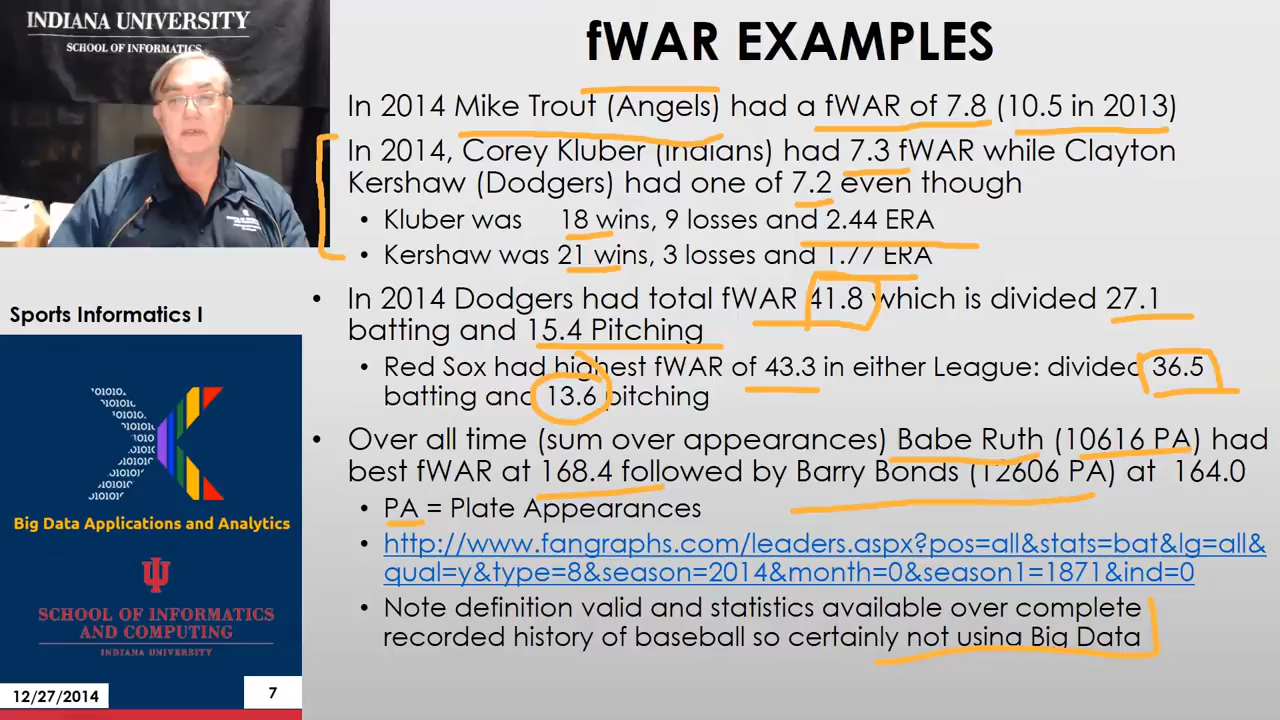 INDIANA UNIVERSITY
SCHOOL OF INFORMATICS
fWAR EXAMPLES
In 2014 Mike Trout (Angels) had a fWAR of 7.8 (10.5 in 2013)
In 2014, Corey Kluber (Indians) had 7.3 fWAR while Clayton
Kershaw (Dodgers) had one of 7.2 even though
• Kluber was 18 wins, 9 losses and 2.44 ERA
• Kershaw was 21 wins, 3 losses and 1.77 ERA
• In 2014 Dodgers had total fWAR 41.8 which is divided 27.1
batting and 15.4 Pitching
• Red Sox had highest fWAR of 43.3 in either League: divided 36.5
batting and 13.6 pitching
• Over all time (sum over appearances) Babe Ruth (10616 PA) had
best fWAR at 168.4 followed by Barry Bonds (12606 PA) at 164.0
• PA = Plate Appearances
• http://www.fangraphs.com/leaders.aspx?pos=all&stats=bat&lg=all&
qual=y&type=8&season=2014&month=0&season1=1871&ind=0
• Note definition valid and statistics available over complete
recorded history of baseball so certainly not using Big Data
Sports Informatics I
Big Data Applications and Analytics
SCHOOL OF INFORMATICS
AND COMPUTING
INDIANA UNIVERSITY
12/27/2014
7